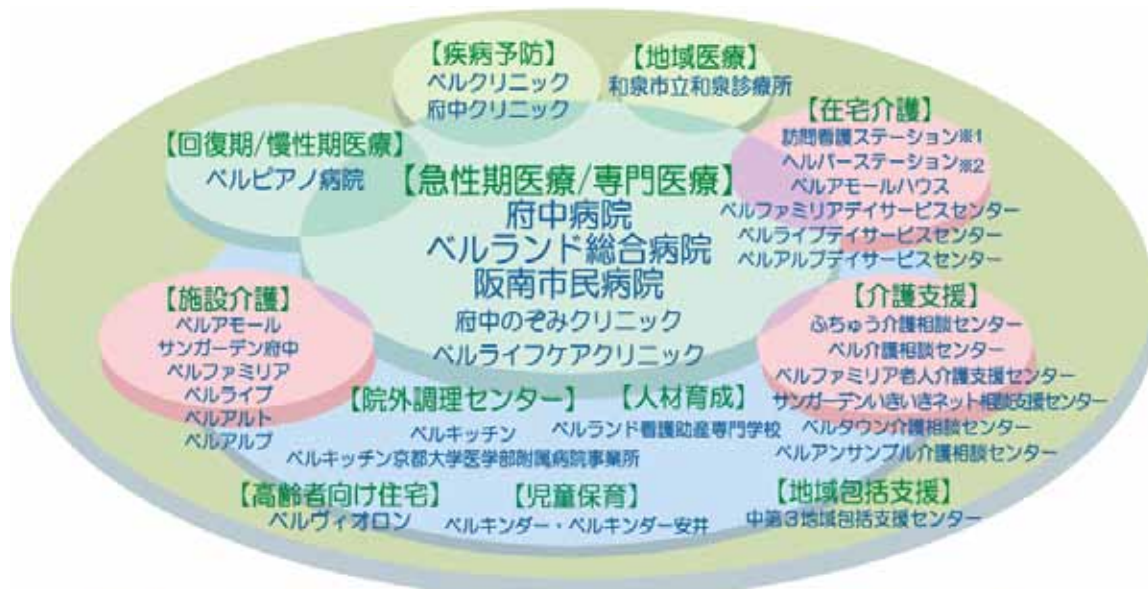 【疾病予防】
ベルクリニック
府中クリニック
【地域医療】
和泉市立和泉診療所
【在宅介護】
訪問看護ステーション※1
ヘルパーステーション※2
ベルアモールハウス
ベルファミリアデイサービスセンター
ベルライブデイサービスセンター
ベルアルプデイサービスセンター
【回復期/慢性期医療】
ベルピアノ病院
【急性期医療/専門医療】
府中病院
ベルランド総合病院
阪南市民病院
府中のぞみクリニック
ベルライフケアクリニック
【施設介護】
ベルアモール
サンガーデン府中
ベルファミリア
ベルライブ
ベルアルト
ベルアルプ
【介護支援】
ふちゅう介護相談センター
ベル介護相談センター
ベルファミリア老人介護支援センター
サンガーデンいきいきネット相談支援センター
ベルタウン介護相談センター
ベルアンサンブル介護相談センター
【院外調理センター】
ベルキッチン
ベルキッチン京都大学医学部附属病院事業所
【人材育成】
ベルランド看護助産専門学校
【高齢者向け住宅】
ベルヴィオロン
【児童保育】
ベルキンダー・ベルキンダー安井
【地域包括支援】
中第3地域包括支援センター